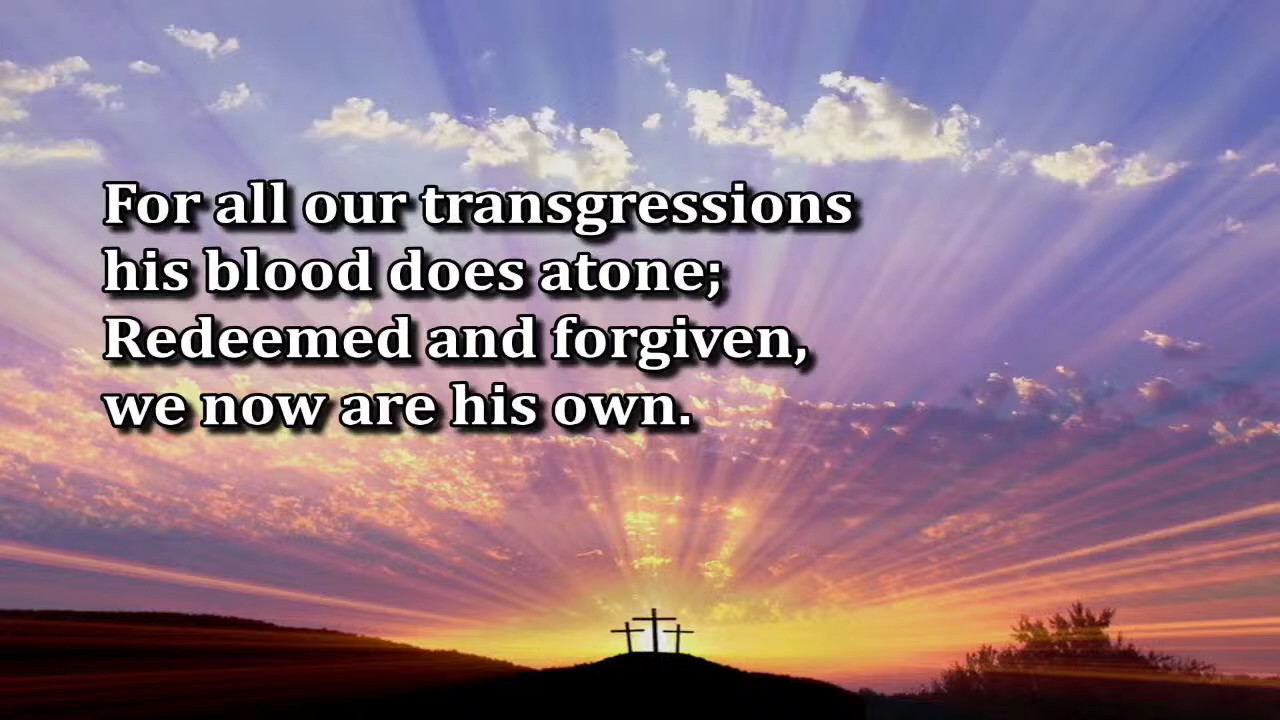 For all our transgressions
his blood does atone;
Redeemed and forgiven,
we now are his own.